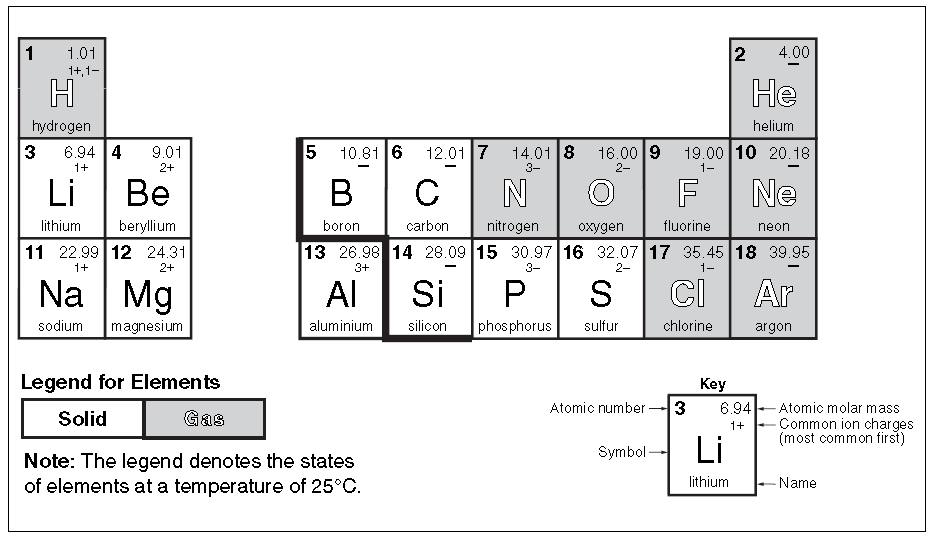 1 1.01
1+,1–
H
hydrogen
2 4.00
–
He
helium
3 6.94
1+
Li
lithium
4 9.01
2+
Be
beryllium
5 10.81
–
B
boron
6 12.01
–
C
carbon
7 14.01
3–
N
nitrogen
8 16.00
2–
O
oxygen
9 19.00
1–
F
fluorine
10 20.18
–
Ne
neon
11 22.99
1+
Na
sodium
12 24.31
2+
Mg
magnesium
13 26.98
3+
Al
aluminium
14 28.09
–
Si
silicon
15 30.97
3–
P
phosphorus
16 32.07
2–
S
sulfur
17 35.45
1–
Cl
chlorine
18 39.95
–
Ar
argon
Legend for Elements
Solid Gas
Note: The legend denotes the states
of elements at a temperature of 25°C.
Key
Atomic number
3 6.94
Atomic molar mass
1+
Common ion charges
(most common first)
Symbol
Li
lithium
Name